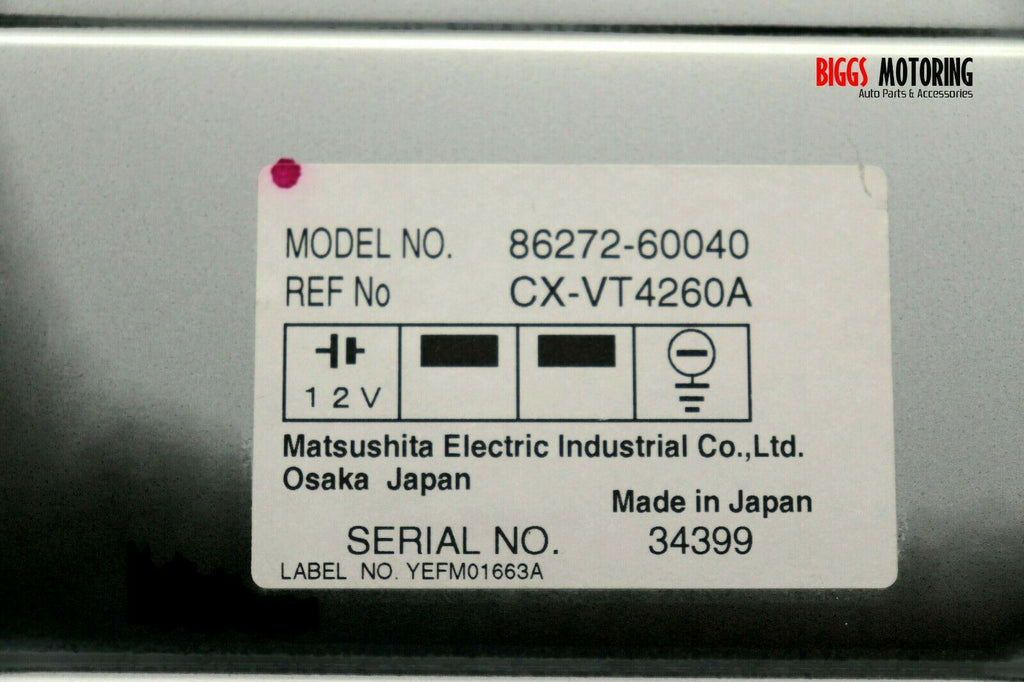 BIGGS MOTORING
Auto Parts & Accessories
MODEL NO. 86272-60040
REF No CX-VT4260A
12V
Matsushita Electric Industrial Co.,Ltd.
Osaka Japan
Made in Japan
SERIAL NO. 34399
LABEL NO. YEFM01663A